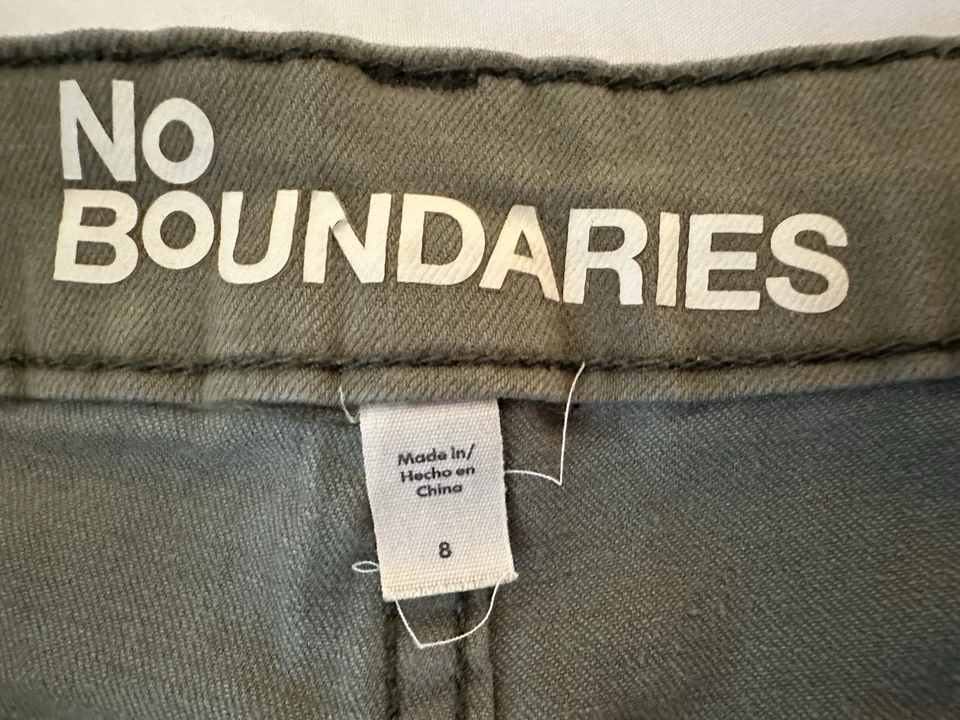 No
BOUNDARIES
Made in/
Hecho en
China
8